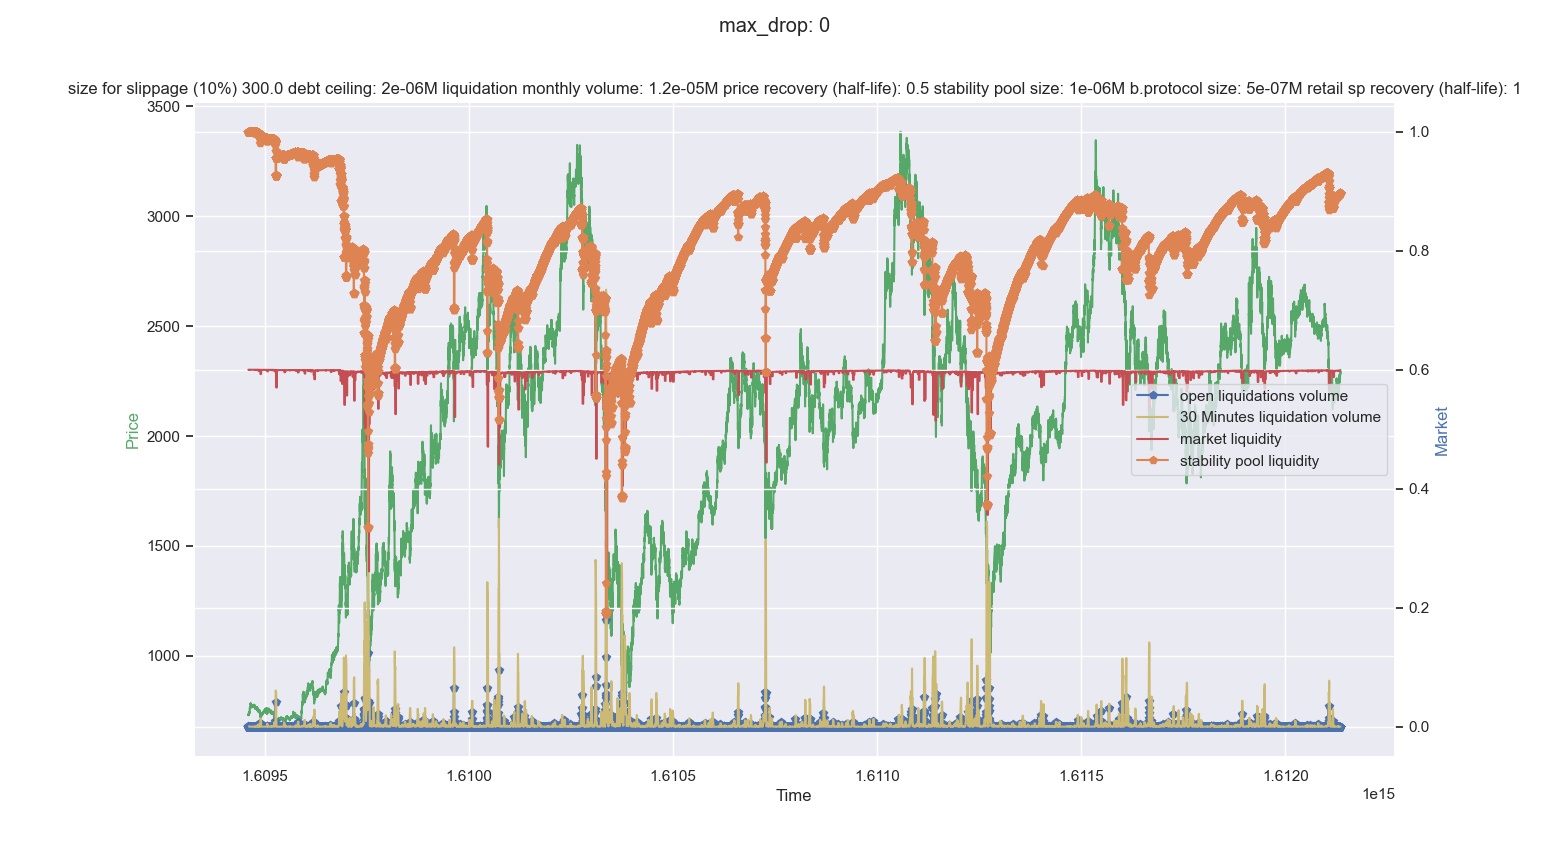 max_drop: 0
size for slippage (10%) 300.0 debt ceiling: 2e-06M liquidation monthly volume: 1.2e-05M price recovery (half-life): 0.5 stability pool size: 1e-06M b.protocol size: 5e-07M retail sp recovery (half-life): 1
3500
3000
2500
2000
1500
1000
Price
1.0
0.8
0.6
0.4
0.2
0.0
Market
open liquidations volume
30 Minutes liquidation volume
market liquidity
stability pool liquidity
1.6095 1.6100 1.6105 1.6110 1.6115 1.6120
Time
1e15